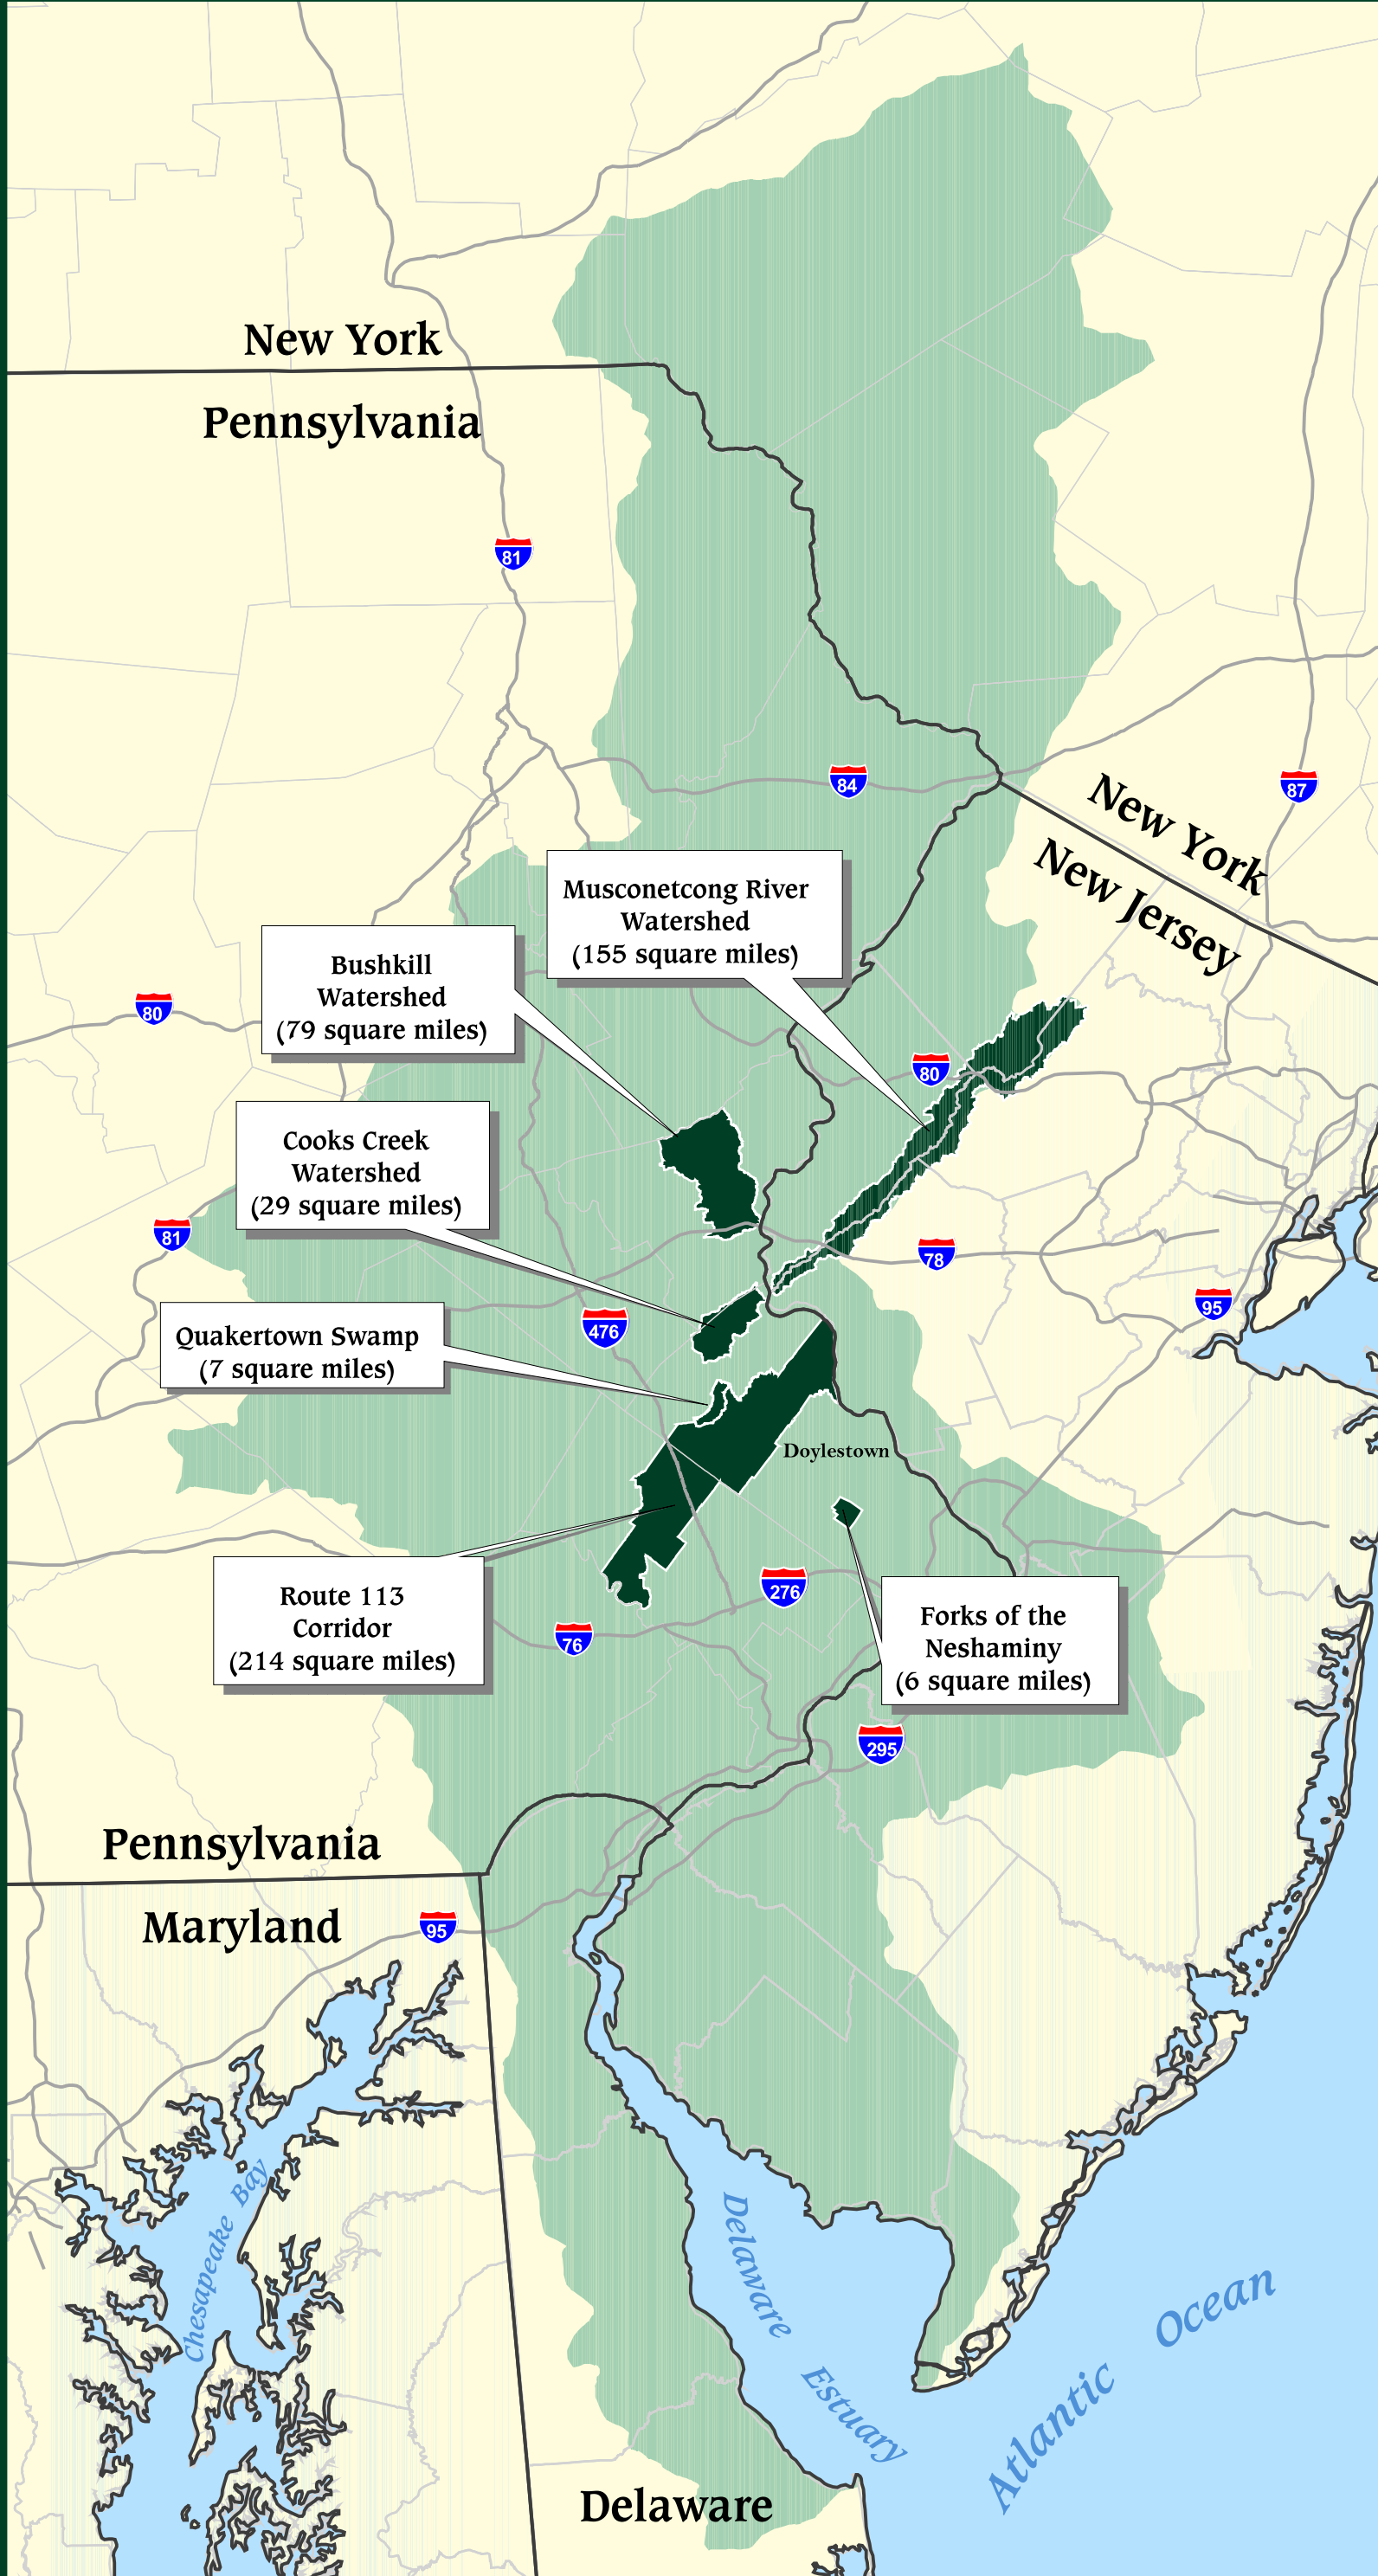 New York
Pennsylvania
81
84
87
New York
New Jersey
Musconetcong River
Watershed
(155 square miles)
Bushkill
Watershed
(79 square miles)
80
80
Cooks Creek
Watershed
(29 square miles)
81
78
95
476
Quakertown Swamp
(7 square miles)
Doylestown
Route 113
Corridor
(214 square miles)
276
76
Forks of the
Neshaminy
(6 square miles)
295
Pennsylvania
Maryland
95
Chesapeake Bay
Delaware
Estuary
Atlantic Ocean
Delaware